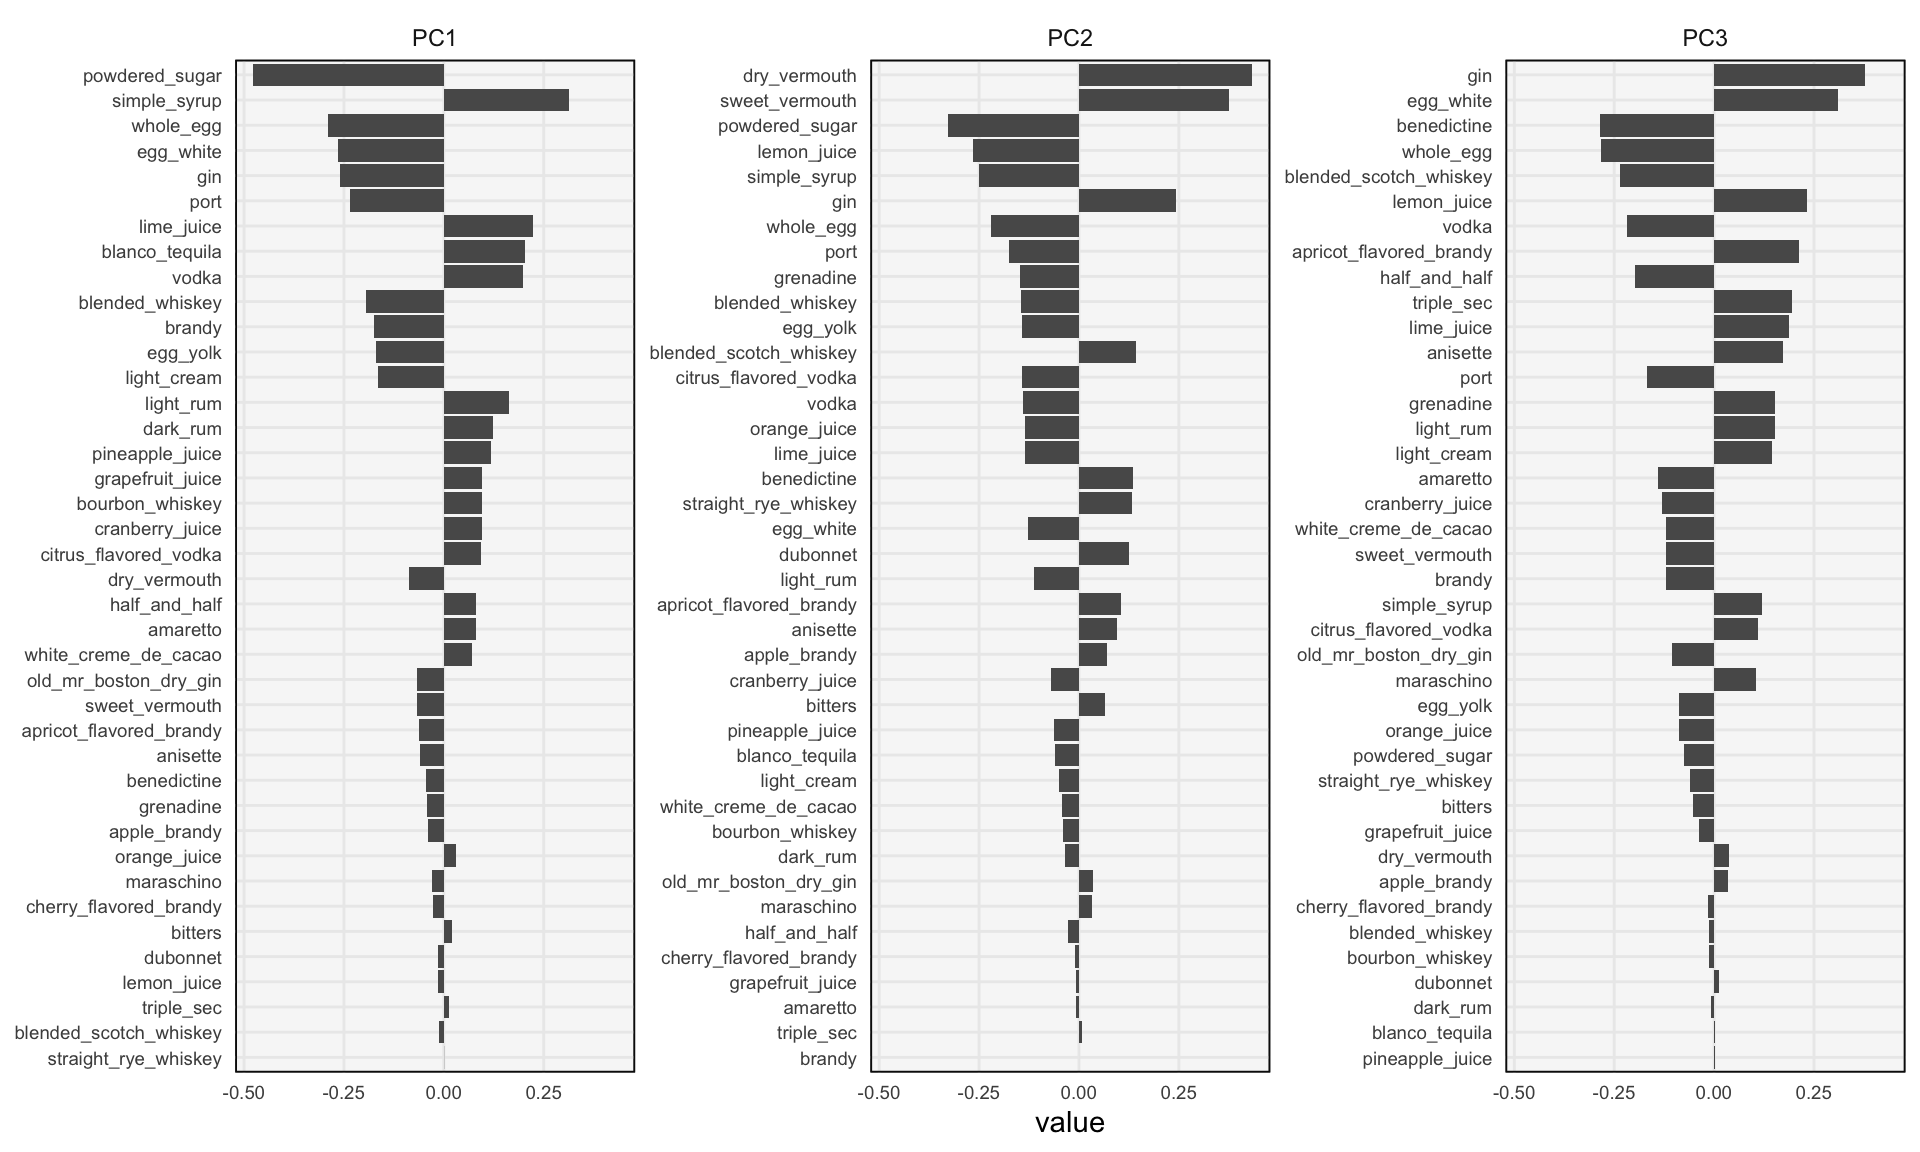 PC1
powdered_sugar
simple_syrup
whole_egg
egg_white
gin
port
lime_juice
blanco_tequila
vodka
blended_whiskey
brandy
egg_yolk
light_cream
light_rum
dark_rum
pineapple_juice
grapefruit_juice
bourbon_whiskey
cranberry_juice
citrus_flavored_vodka
dry_vermouth
half_and_half
amaretto
white_creme_de_cacao
old_mr_boston_dry_gin
sweet_vermouth
apricot_flavored_brandy
anisette
benedictine
grenadine
apple_brandy
orange_juice
maraschino
cherry_flavored_brandy
bitters
dubonnet
lemon_juice
triple_sec
blended_scotch_whiskey
straight_rye_whiskey
-0.50 -0.25 0.00 0.25
PC2
dry_vermouth
sweet_vermouth
powdered_sugar
lemon_juice
simple_syrup
gin
whole_egg
port
grenadine
blended_whiskey
egg_yolk
blended_scotch_whiskey
citrus_flavored_vodka
vodka
orange_juice
lime_juice
benedictine
straight_rye_whiskey
egg_white
dubonnet
light_rum
apricot_flavored_brandy
anisette
apple_brandy
cranberry_juice
bitters
pineapple_juice
blanco_tequila
light_cream
white_creme_de_cacao
bourbon_whiskey
dark_rum
old_mr_boston_dry_gin
maraschino
half_and_half
cherry_flavored_brandy
grapefruit_juice
amaretto
triple_sec
brandy
-0.50 -0.25 0.00 0.25
PC3
gin
egg_white
benedictine
whole_egg
blended_scotch_whiskey
lemon_juice
vodka
apricot_flavored_brandy
half_and_half
triple_sec
lime_juice
anisette
port
grenadine
light_rum
light_cream
amaretto
cranberry_juice
white_creme_de_cacao
sweet_vermouth
brandy
simple_syrup
citrus_flavored_vodka
old_mr_boston_dry_gin
maraschino
egg_yolk
orange_juice
powdered_sugar
straight_rye_whiskey
bitters
grapefruit_juice
dry_vermouth
apple_brandy
cherry_flavored_brandy
blended_whiskey
bourbon_whiskey
dubonnet
dark_rum
blanco_tequila
pineapple_juice
-0.50 -0.25 0.00 0.25
value